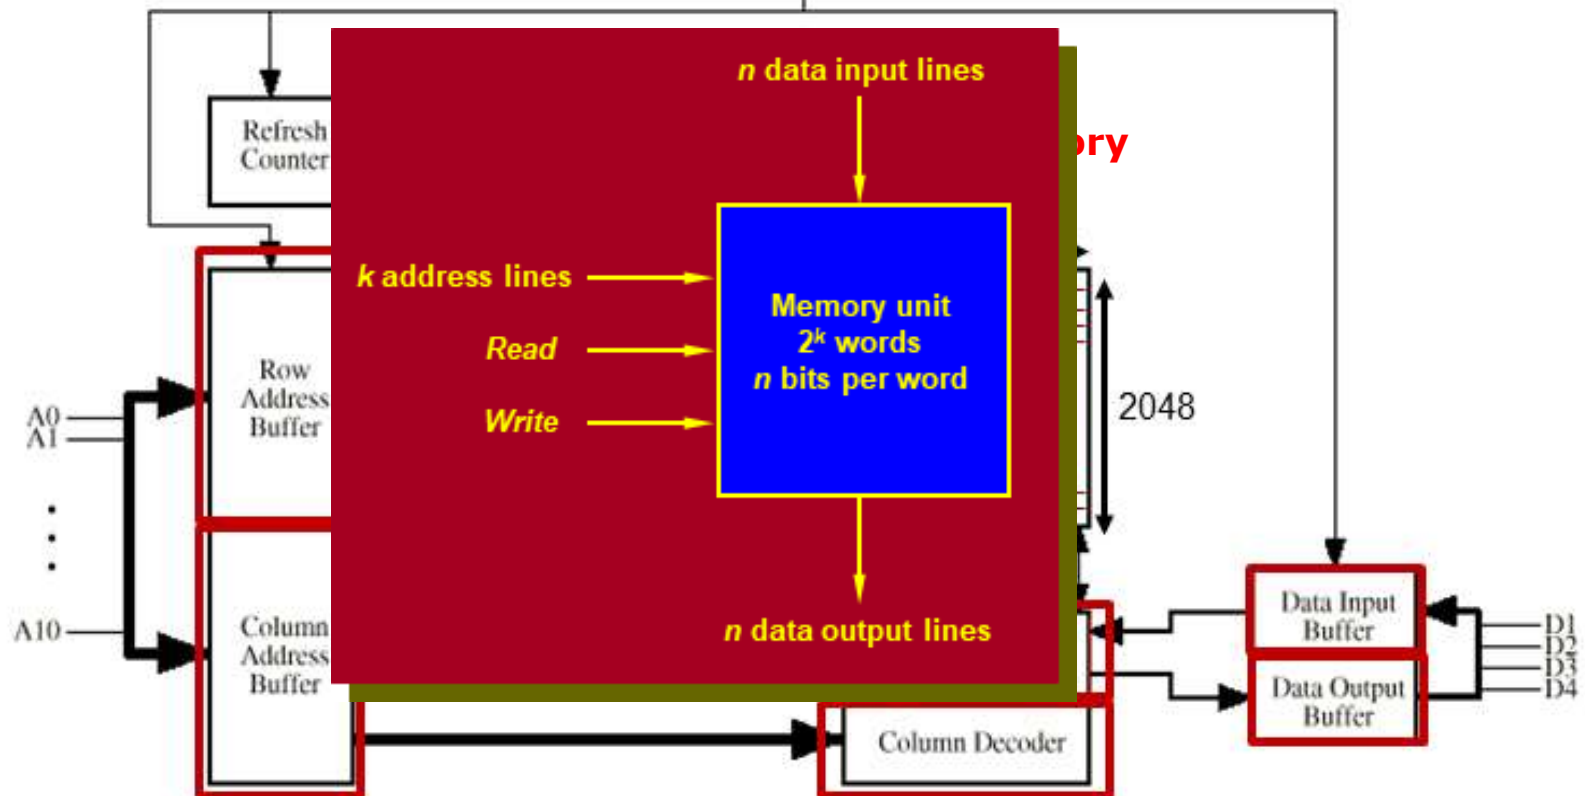 n data input lines
Refresh
Counter
ory
k address lines
Read
Write
Memory unit
2ᵏ words
n bits per word
Row
Address
Buffer
A0
A1
2048
A10
Column
Address
Buffer
n data output lines
Data Input
Buffer
Data Output
Buffer
D1
D2
D3
D4
Column Decoder